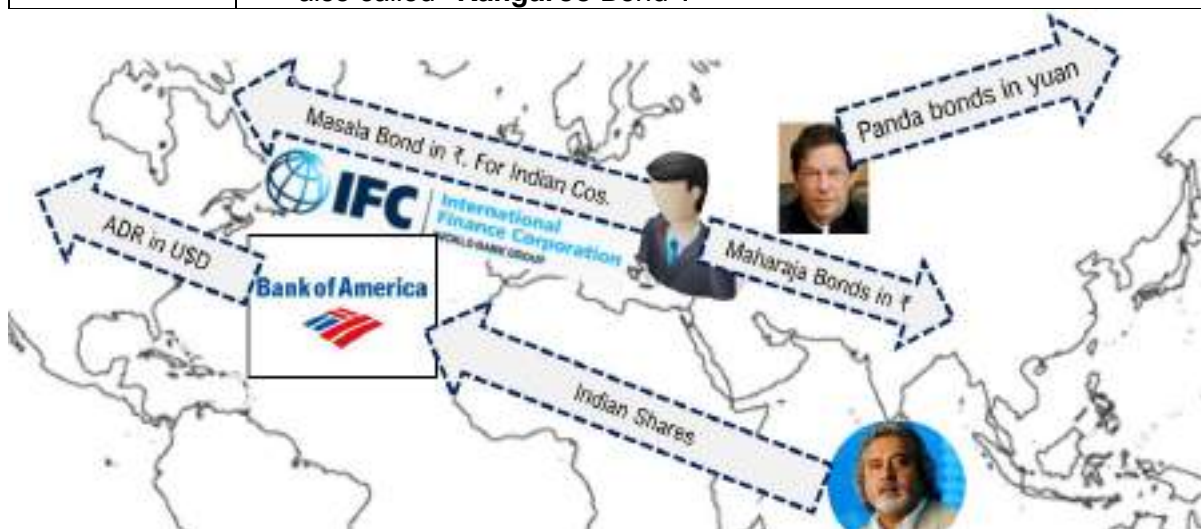 also called "Kangaroo Bond".
Panda bonds in yuan
Masala Bond in ₹. For Indian Cos.
IFC
International
Finance Corporation
WORLD BANK GROUP
ADR in U$D
Maharaja Bonds in ₹
Bank of America
Indian Shares